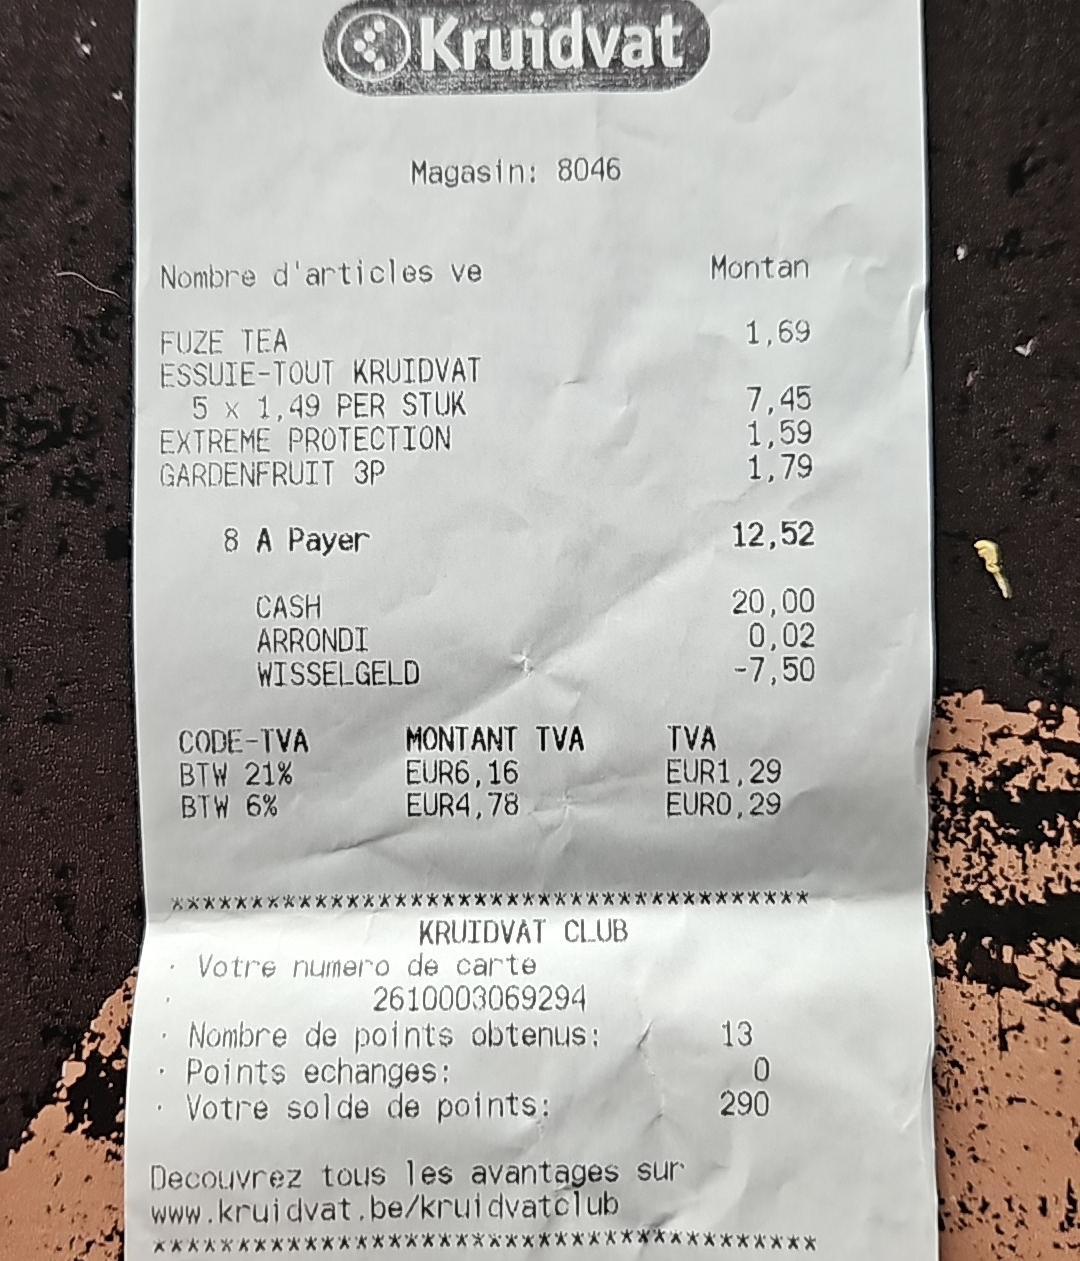 Kruidvat
Magasin: 8046
Nombre d'articles ve Montan
FUZE TEA 1,69
ESSUIE-TOUT KRUIDVAT
5 x 1,49 PER STUK 7,45
EXTREME PROTECTION 1,59
GARDENFRUIT 3P 1,79
8 A Payer 12,52
CASH 20,00
ARRONDI 0,02
WISSELGELD -7,50
CODE-TVA MONTANT TVA TVA
BTW 21% EUR6,16 EUR1,29
BTW 6% EUR4,78 EUR0,29
****************************************
KRUIDVAT CLUB
· Votre numero de carte
· 2610003069294
· Nombre de points obtenus: 13
· Points echanges: 0
· Votre solde de points: 290
Decouvrez tous les avantages sur
www.kruidvat.be/kruidvatclub
******************************************